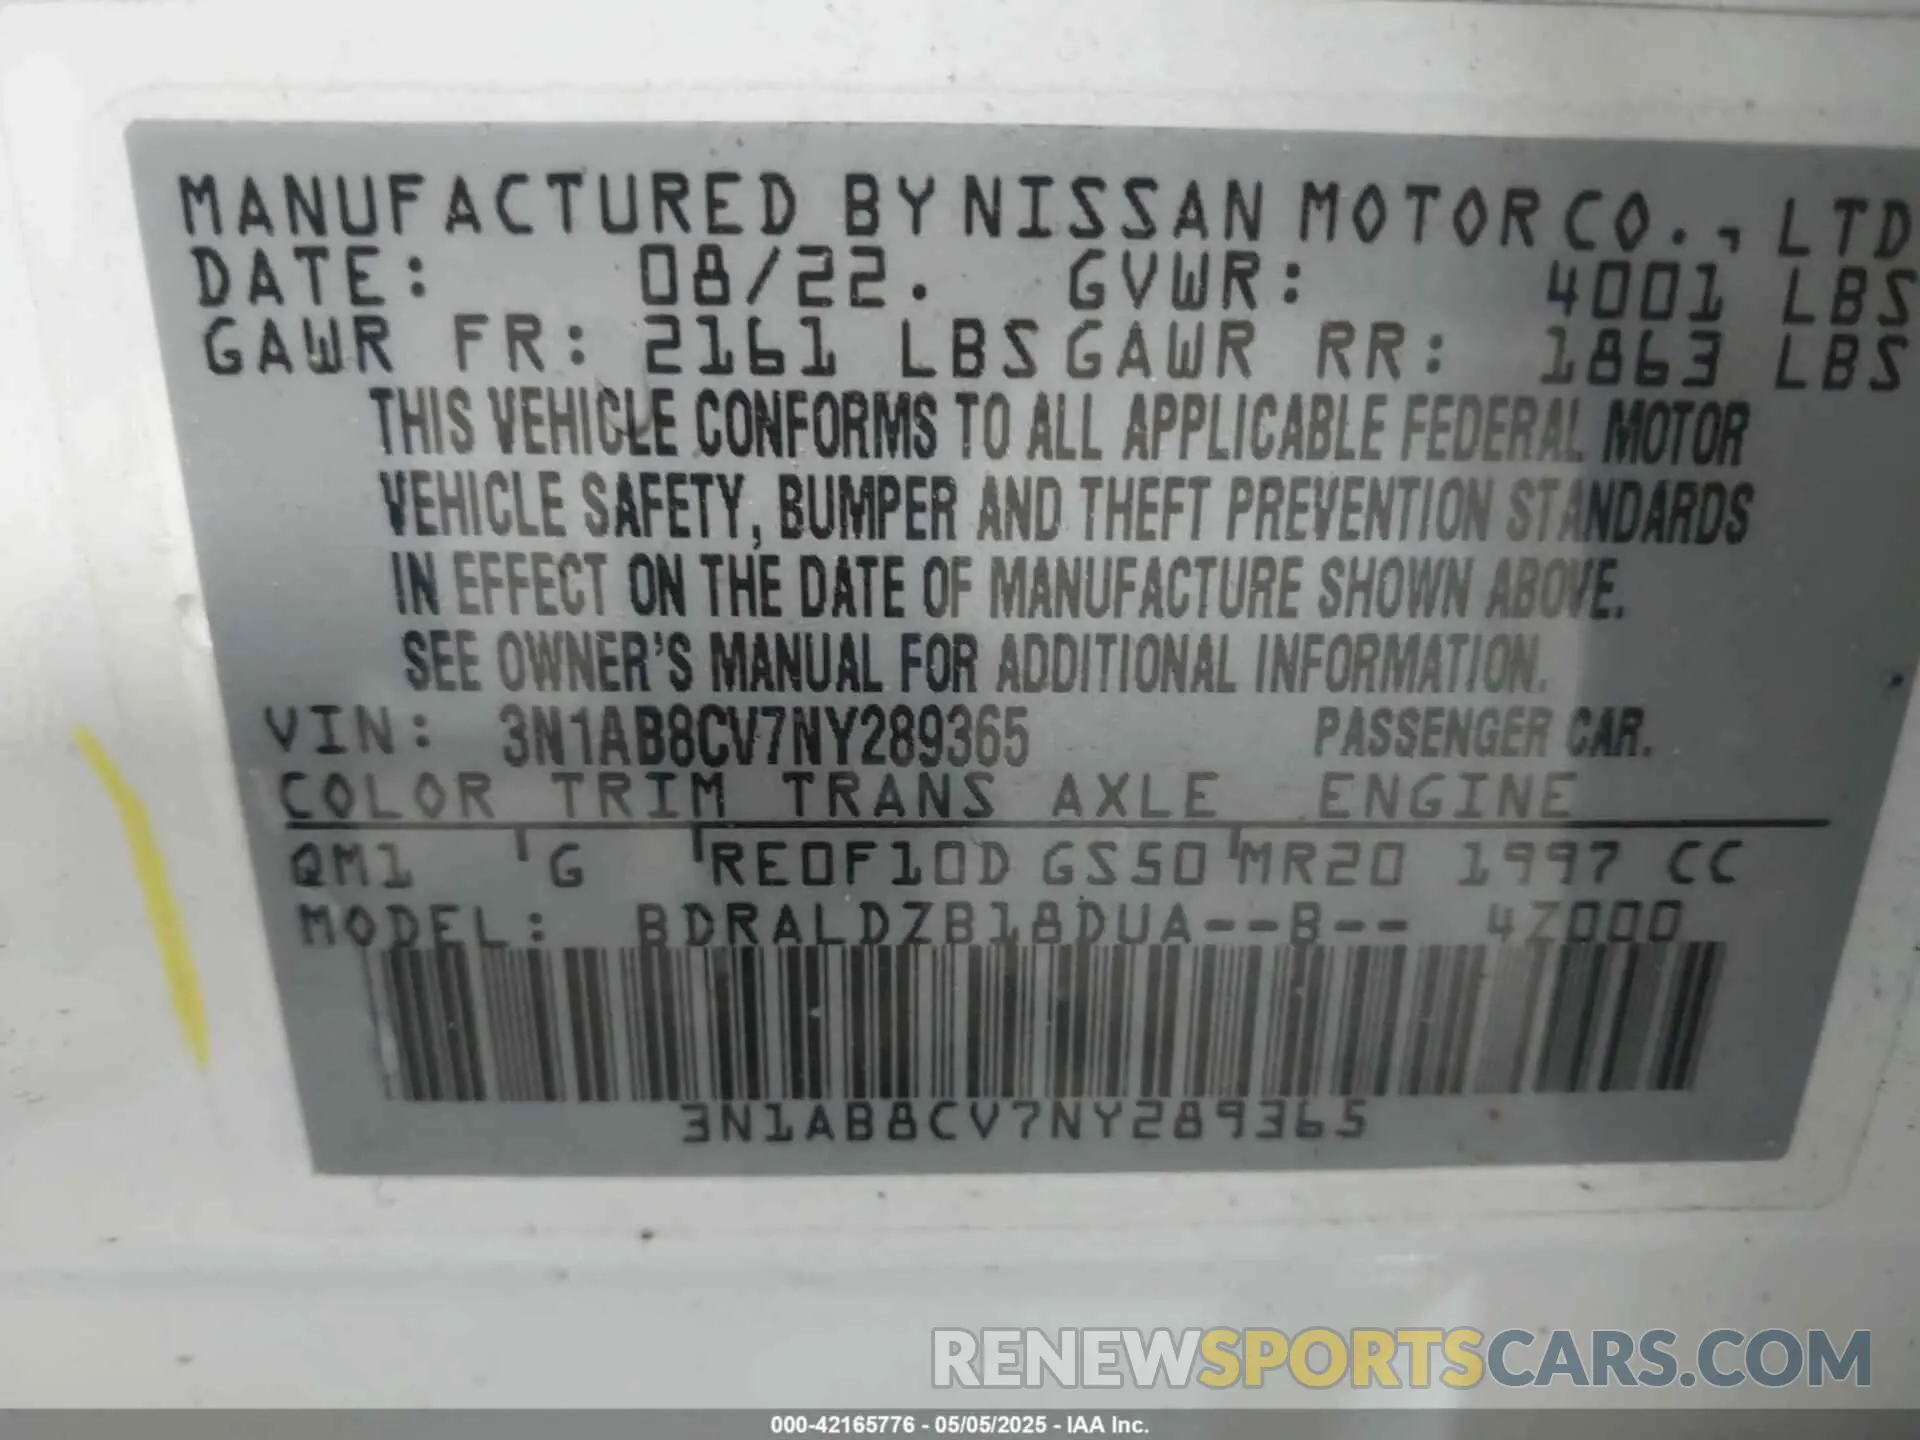 MANUFACTURED BY NISSAN MOTOR CO., LTD
DATE: 08/22. GVWR: 4001 LBS
GAWR FR: 2161 LBS GAWR RR: 1863 LBS
THIS VEHICLE CONFORMS TO ALL APPLICABLE FEDERAL MOTOR
VEHICLE SAFETY, BUMPER AND THEFT PREVENTION STANDARDS
IN EFFECT ON THE DATE OF MANUFACTURE SHOWN ABOVE.
SEE OWNER'S MANUAL FOR ADDITIONAL INFORMATION.
VIN: 3N1AB8CV7NY289365 PASSENGER CAR.
COLOR TRIM TRANS AXLE ENGINE
QM1 G RE0F10D GS50 MR20 1997 CC
MODEL: BDRALDZB18DUA--B-- 4Z000
3N1AB8CV7NY289365
RENEWSPORTSCARS.COM
000-42165776 - 05/05/2025 - IAA Inc.